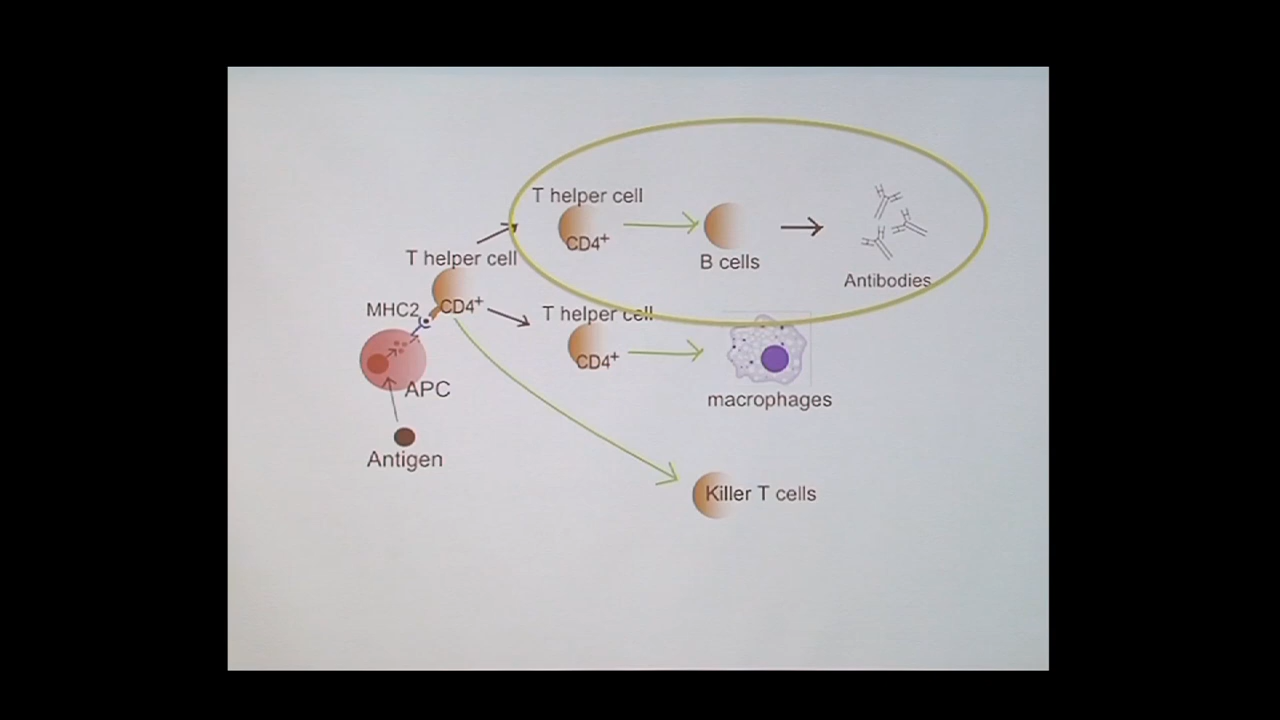 T helper cell
CD4+
B cells
Antibodies
T helper cell
MHC2
CD4+
T helper cell
CD4+
APC
macrophages
Antigen
Killer T cells